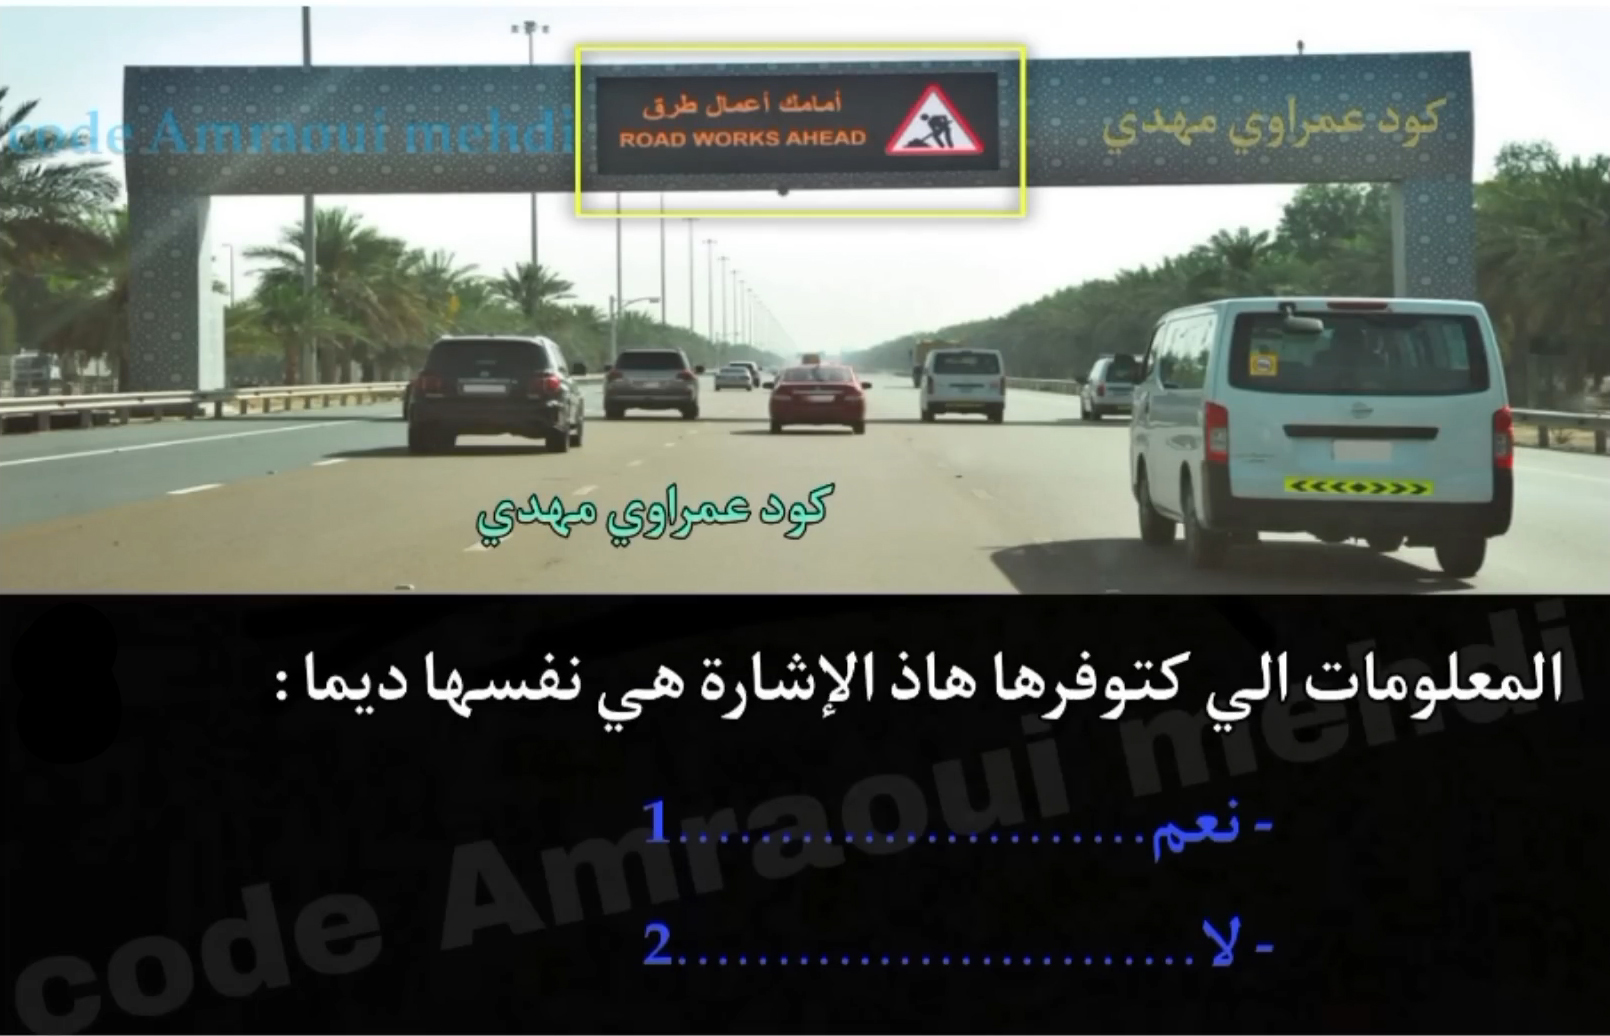 code Amraoui mehdi
أمامك أعمال طرق
ROAD WORKS AHEAD
كود عمراوي مهدي
كود عمراوي مهدي
المعلومات الي كتوفرها هاذ الإشارة هي نفسها ديما :
- نعم.......................1
- لا..........................2
code Amraoui mehdi